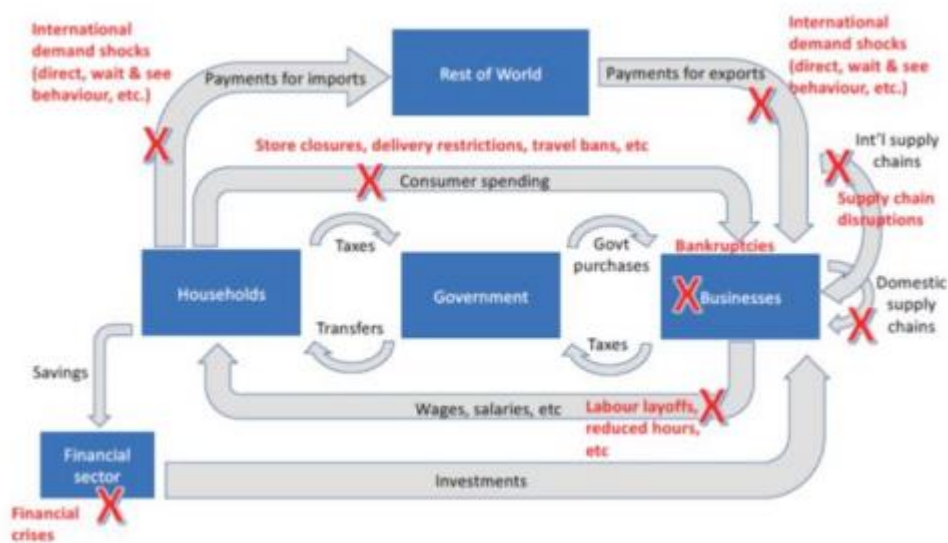 International
demand shocks
(direct, wait & see
behaviour, etc.)
Payments for imports
Rest of World
Payments for exports
International
demand shocks
(direct, wait & see
behaviour, etc.)
Store closures, delivery restrictions, travel bans, etc
Consumer spending
Int'l supply
chains
Supply chain
disruptions
Taxes
Govt
purchases
Bankruptcies
Households
Government
Businesses
Domestic
supply
chains
Transfers
Taxes
Savings
Wages, salaries, etc
Labour layoffs,
reduced hours,
etc
Financial
sector
Investments
Financial
crises